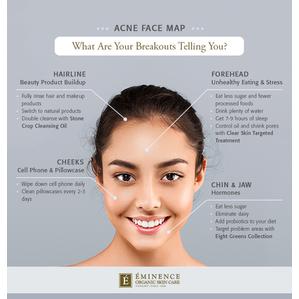 ACNE FACE MAP
What Are Your Breakouts Telling You?
HAIRLINE
Beauty Product Buildup
• Fully rinse hair and makeup
products
• Switch to natural products
• Double cleanse with Stone
Crop Cleansing Oil
FOREHEAD
Unhealthy Eating & Stress
• Eat less sugar and fewer
processed foods
• Drink plenty of water
• Get 7-9 hours of sleep
• Control oil and shrink pores
with Clear Skin Targeted
Treatment
CHEEKS
Cell Phone & Pillowcase
• Wipe down cell phone daily
• Clean pillowcases every 2-3
days
CHIN & JAW
Hormones
• Eat less sugar
• Eliminate dairy
• Add probiotics to your diet
• Target problem areas with
Eight Greens Collection
E
ÉMINENCE
ORGANIC SKIN CARE